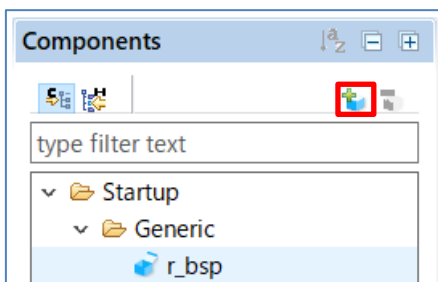 Components
type filter text
Startup
Generic
r_bsp